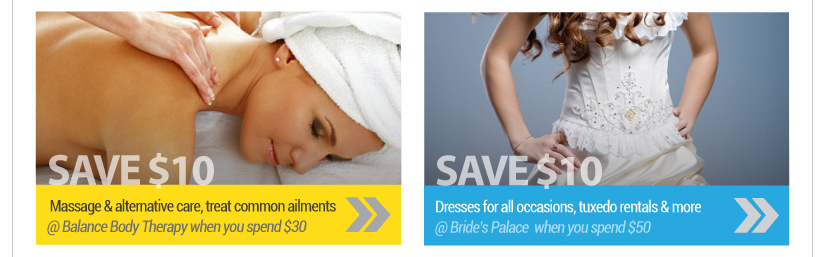 SAVE $10
Massage & alternative care, treat common ailments
@ Balance Body Therapy when you spend $30
SAVE $10
Dresses for all occasions, tuxedo rentals & more
@ Bride's Palace when you spend $50